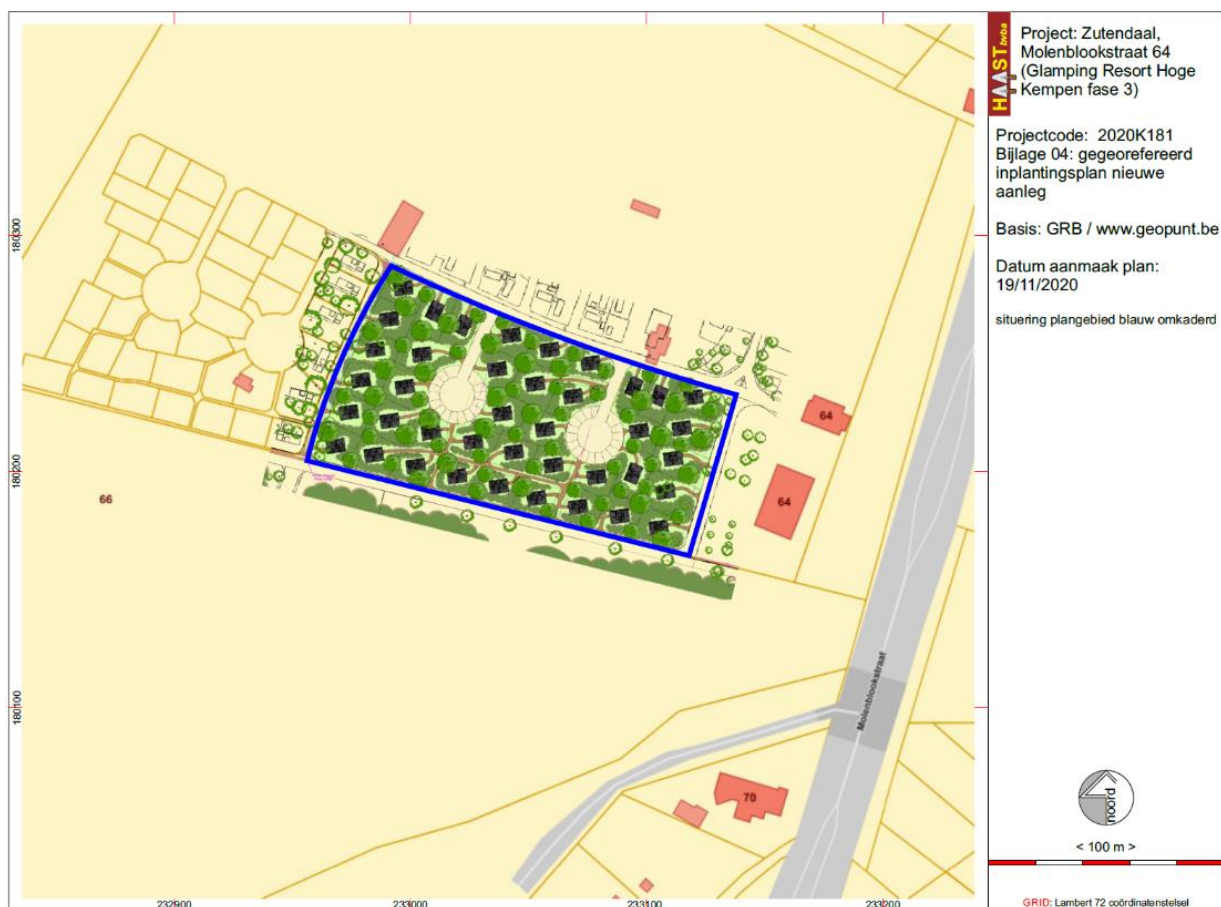 HAAST bvba
Project: Zutendaal,
Molenblookstraat 64
(Glamping Resort Hoge
Kempen fase 3)
Projectcode: 2020K181
Bijlage 04: gegeorefereerd
inplantingsplan nieuwe
aanleg
Basis: GRB / www.geopunt.be
Datum aanmaak plan:
19/11/2020
situering plangebied blauw omkaderd
180300
180200
180100
64
64
66
70
Molenblookstraat
232900
233000
233100
233200
noord
< 100 m >
GRID: Lambert 72 coördinatenstelsel